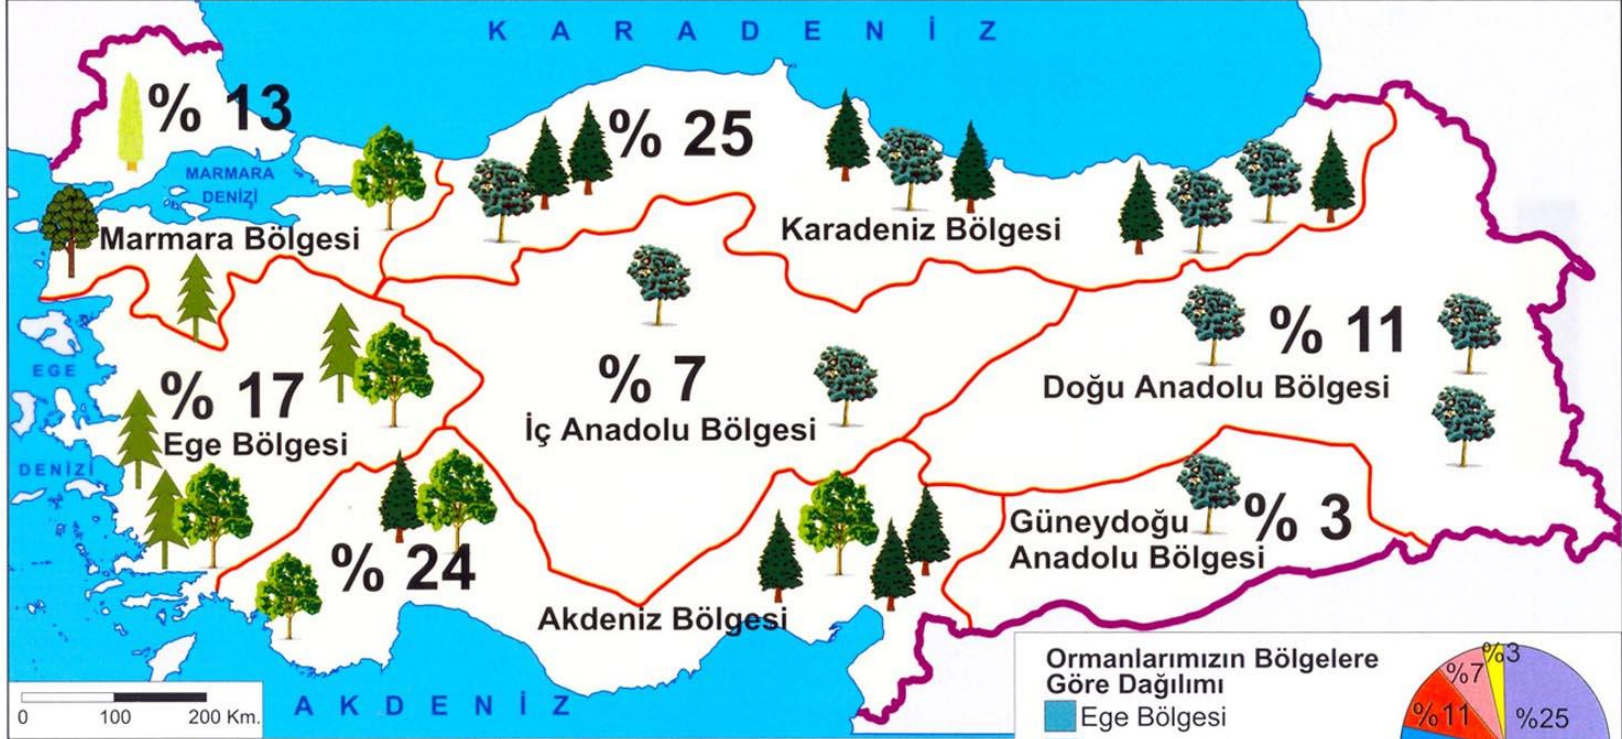 KARADENİZ
% 13
% 25
MARMARA
DENİZİ
Marmara Bölgesi
Karadeniz Bölgesi
% 11
Doğu Anadolu Bölgesi
% 7
İç Anadolu Bölgesi
EGE
% 17
Ege Bölgesi
DENİZİ
% 3
Güneydoğu
Anadolu Bölgesi
% 24
Akdeniz Bölgesi
AKDENİZ
0 100 200 Km.
Ormanlarımızın Bölgelere
Göre Dağılımı
Ege Bölgesi
%3
%7
%11
%25